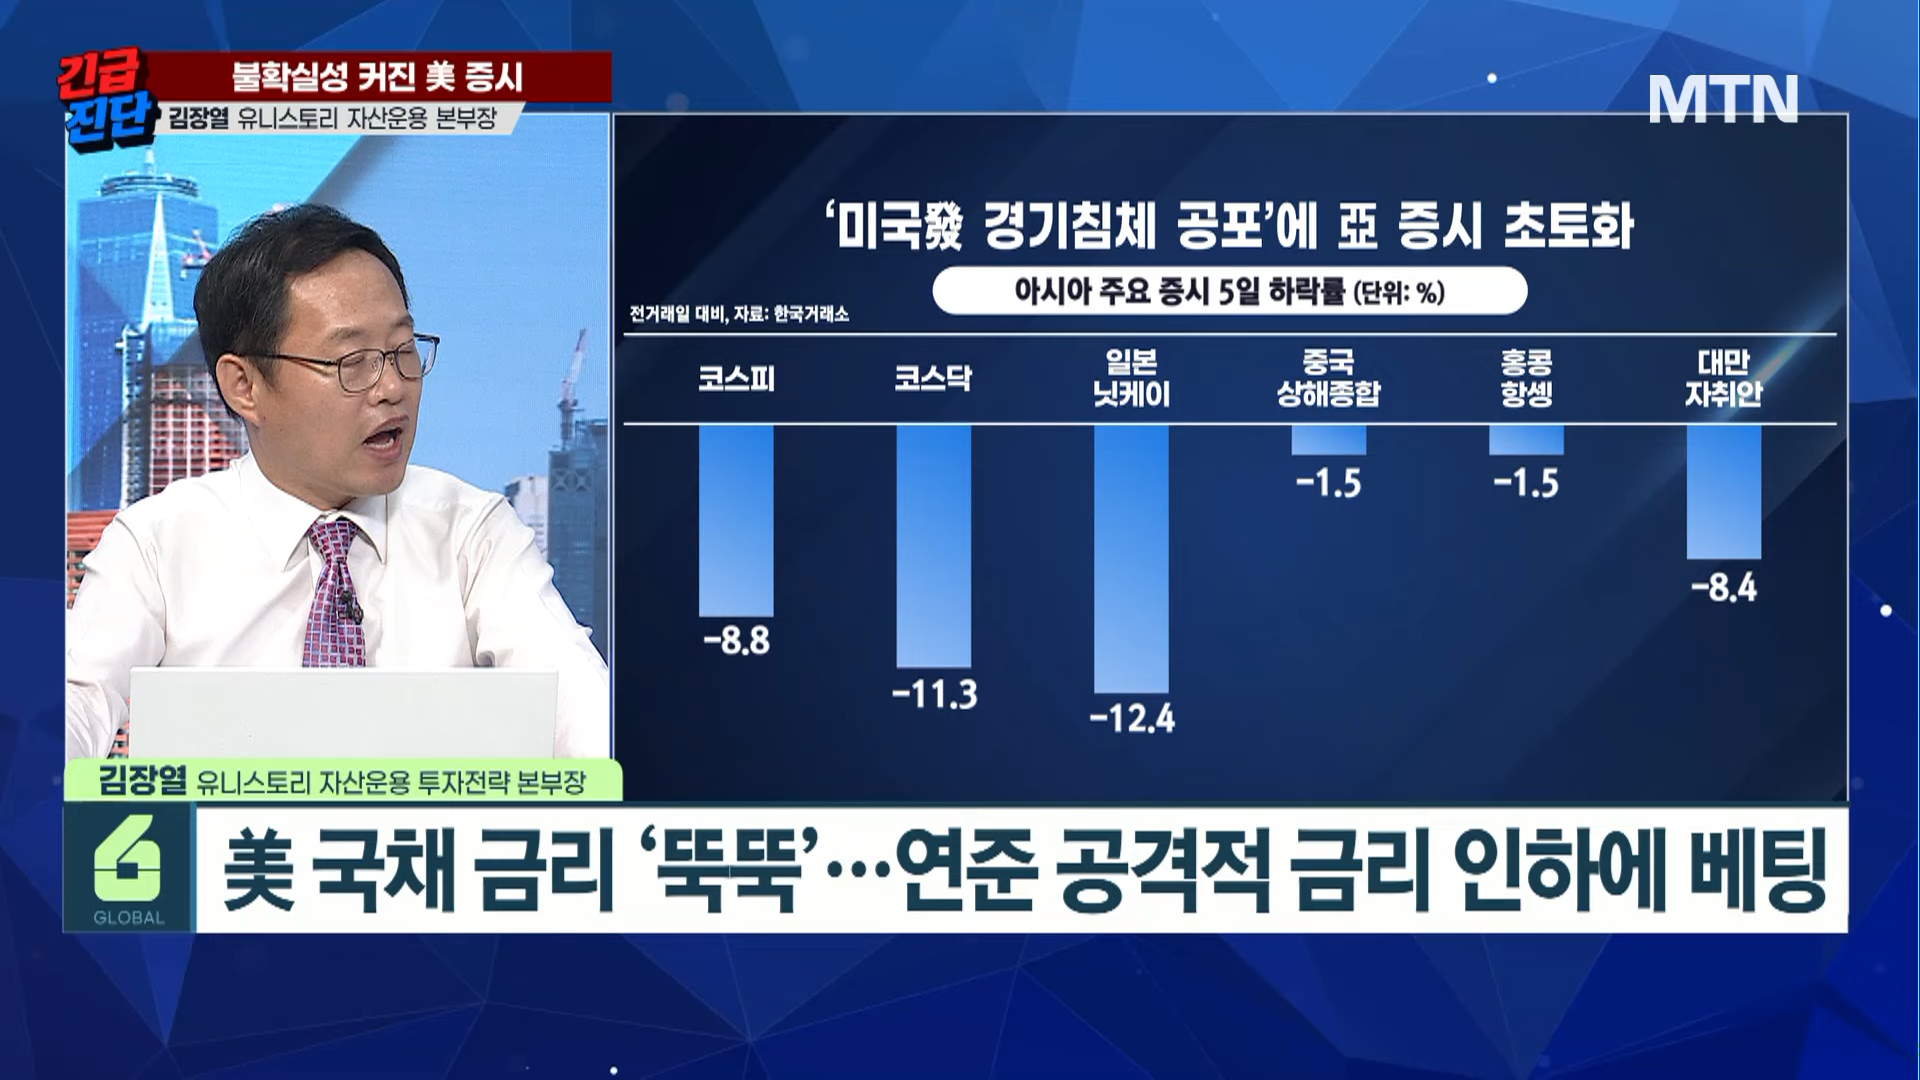 긴급
진단
불확실성 커진 美 증시
김장열 유니스토리 자산운용 본부장
MTN
‘미국發 경기침체 공포’에 亞 증시 초토화
아시아 주요 증시 5일 하락률 (단위: %)
전거래일 대비, 자료: 한국거래소
코스피
코스닥
일본
닛케이
중국
상해종합
홍콩
항셍
대만
자취안
-8.8
-11.3
-12.4
-1.5
-1.5
-8.4
김장열 유니스토리 자산운용 투자전략 본부장
6
GLOBAL
美 국채 금리 ‘뚝뚝’…연준 공격적 금리 인하에 베팅